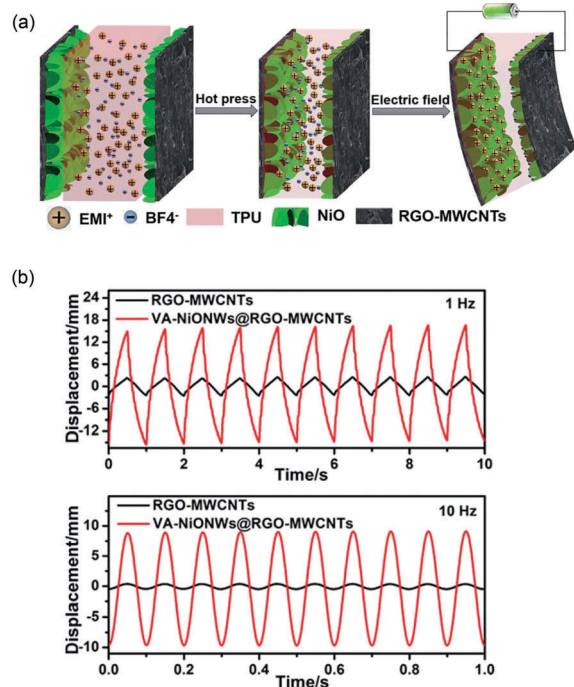 (a)
Hot press
Electric field
+ EMI⁺ - BF4⁻ TPU NiO RGO-MWCNTs
(b)
Displacement/mm
24
16
8
0
-6
-12
RGO-MWCNTs
VA-NiONWs@RGO-MWCNTs
1 Hz
0 2 4 6 8 10
Time/s
Displacement/mm
10
5
0
-5
-10
RGO-MWCNTs
VA-NiONWs@RGO-MWCNTs
10 Hz
0.0 0.2 0.4 0.6 0.8 1.0
Time/s